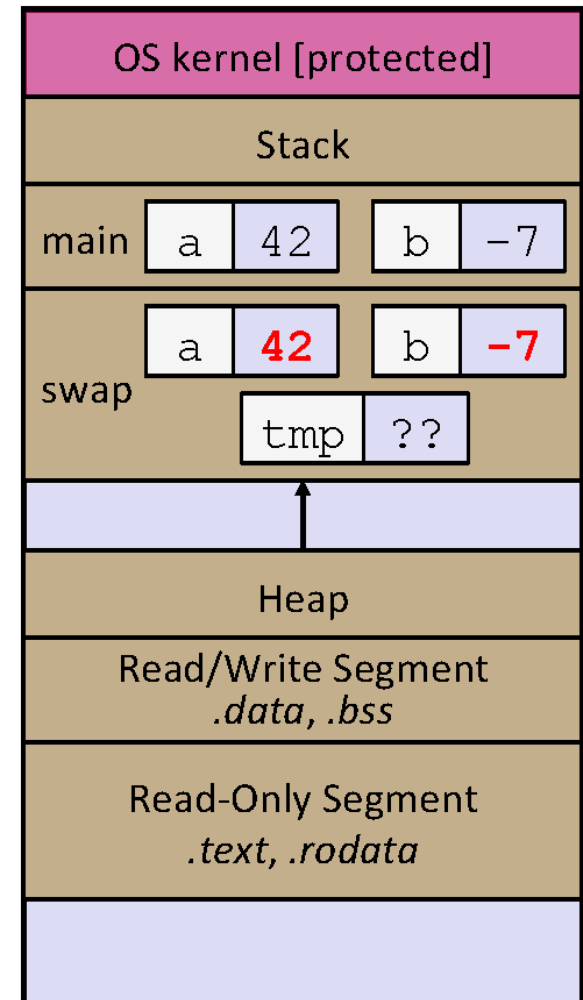 OS kernel [protected]
Stack
main a 42 b -7
a 42 b -7
swap
tmp ??
Heap
Read/Write Segment
.data, .bss
Read-Only Segment
.text, .rodata